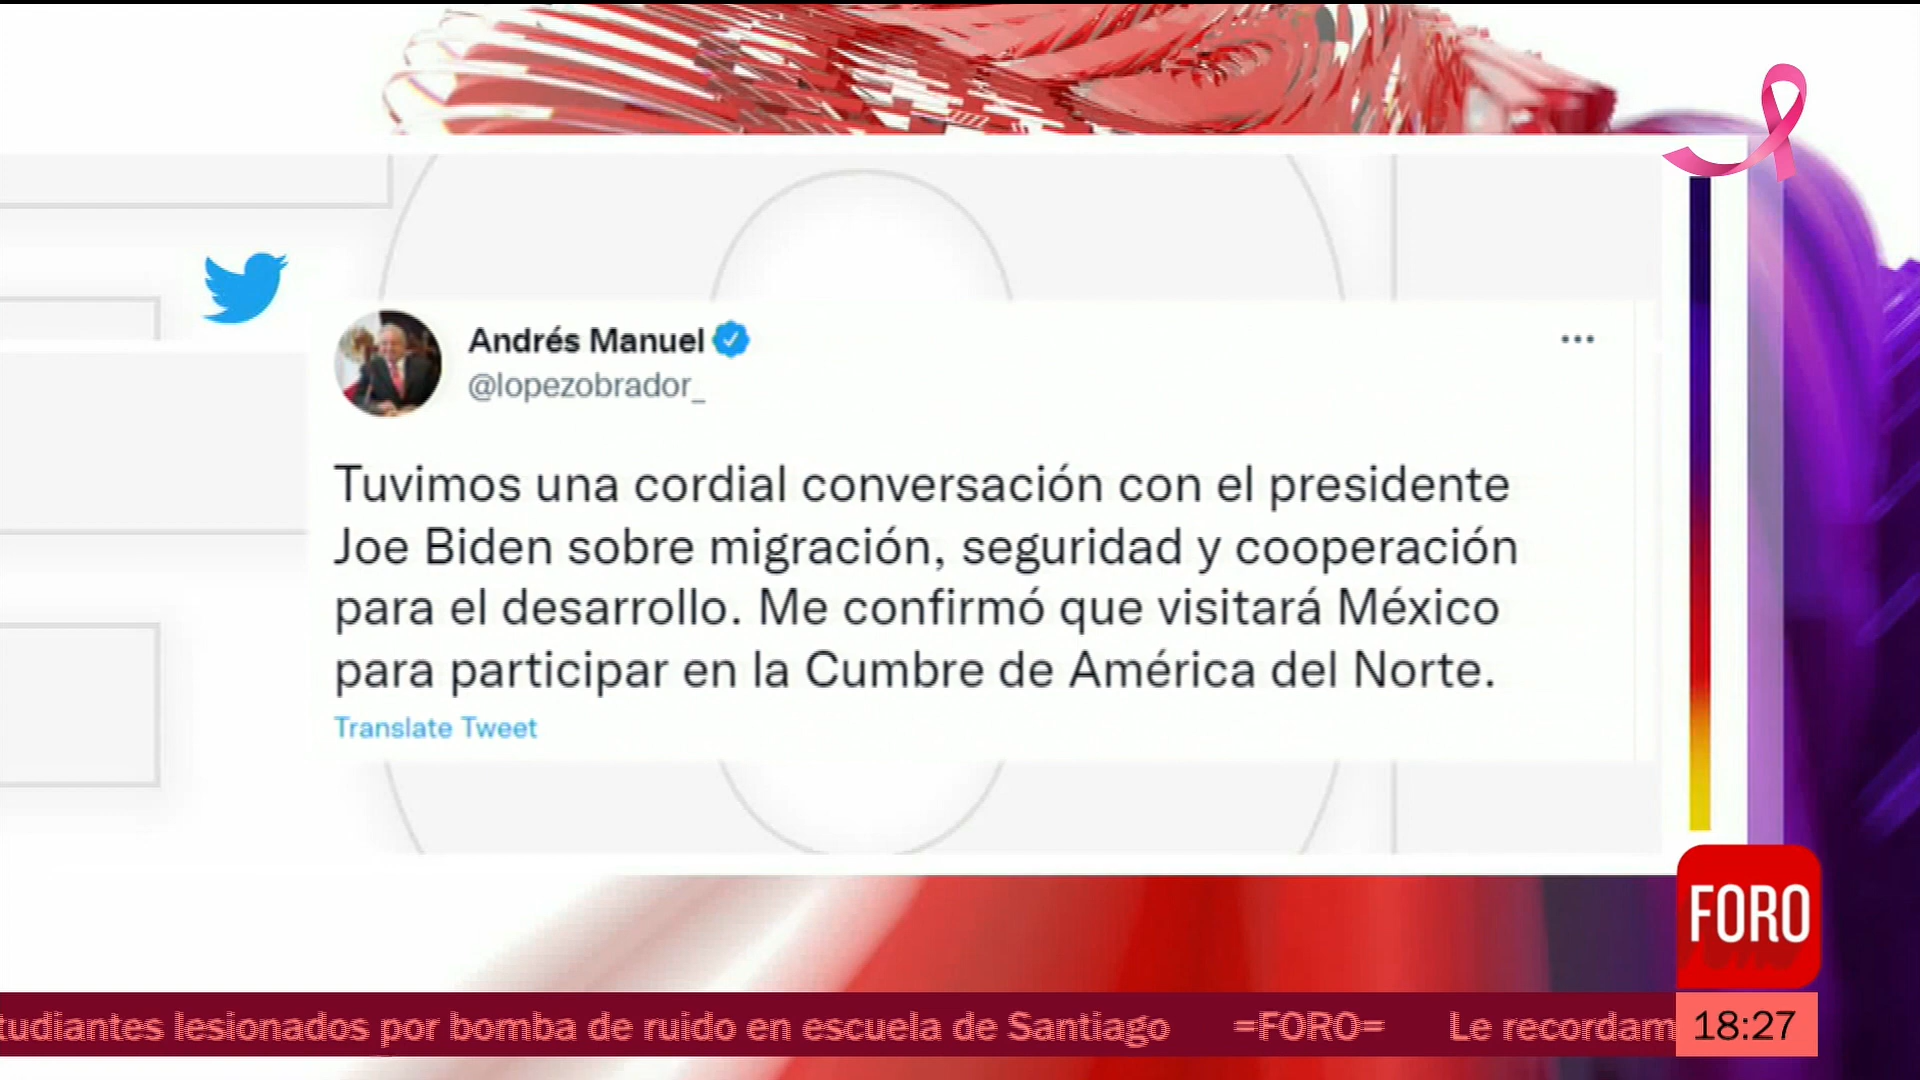 Andrés Manuel
@lopezobrador_
Tuvimos una cordial conversación con el presidente
Joe Biden sobre migración, seguridad y cooperación
para el desarrollo. Me confirmó que visitará México
para participar en la Cumbre de América del Norte.
Translate Tweet
FORO
tudiantes lesionados por bomba de ruido en escuela de Santiago =FORO= Le recordam
18:27